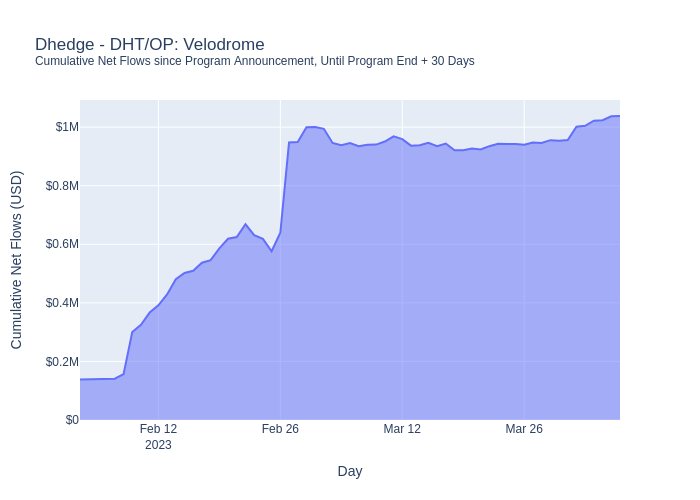 Dhedge - DHT/OP: Velodrome
Cumulative Net Flows since Program Announcement, Until Program End + 30 Days
Cumulative Net Flows (USD)
$1M
$0.8M
$0.6M
$0.4M
$0.2M
$0
Feb 12
2023
Feb 26
Mar 12
Mar 26
Day